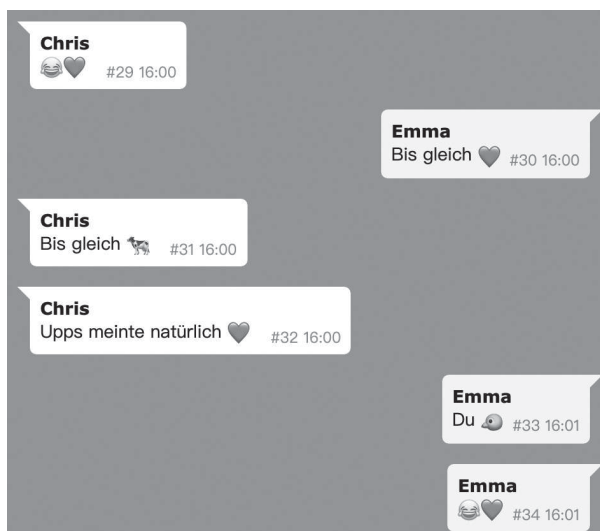 Chris
😂🖤 #29 16:00
Emma
Bis gleich 🖤 #30 16:00
Chris
Bis gleich 🐄 #31 16:00
Chris
Upps meinte natürlich 🖤 #32 16:00
Emma
Du #33 16:01
Emma
😂🖤 #34 16:01